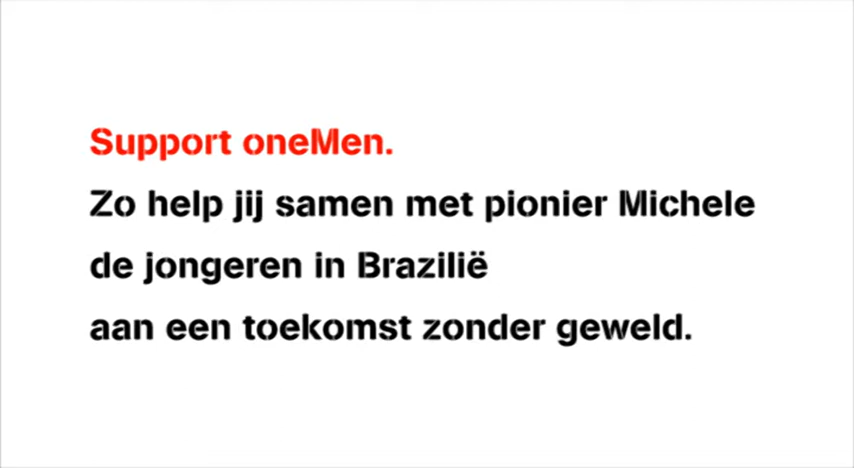 Support oneMen.
Zo help jij samen met pionier Michele
de jongeren in Brazilië
aan een toekomst zonder geweld.